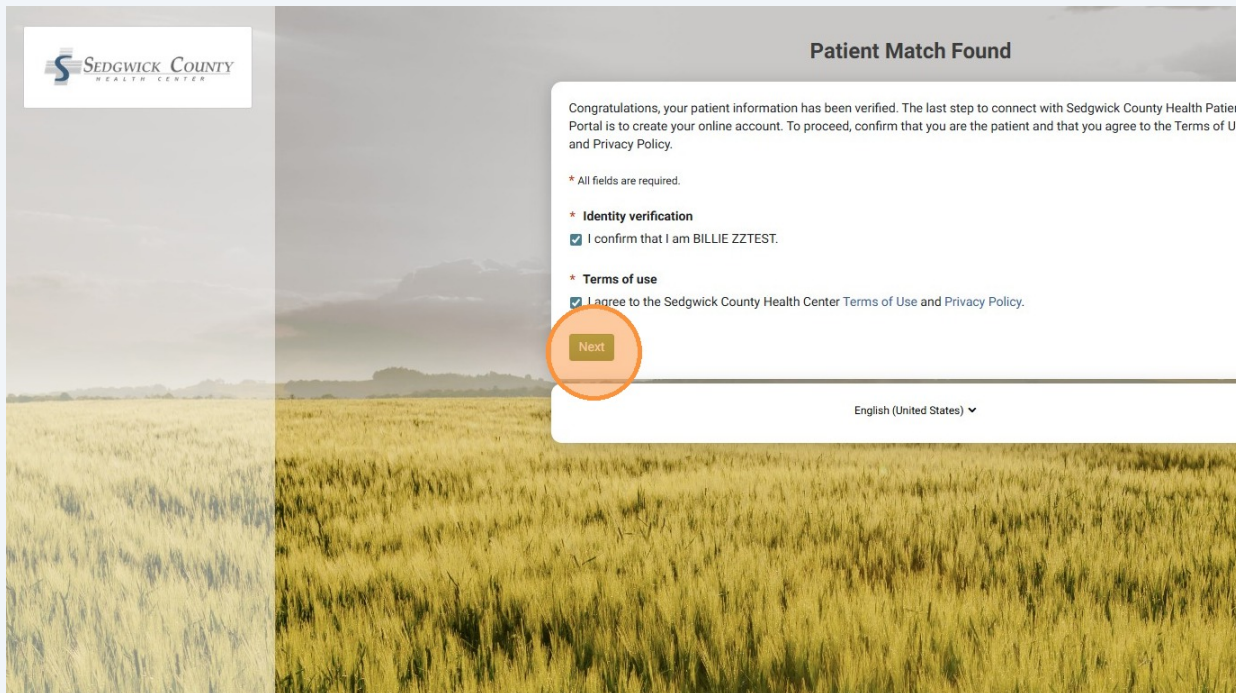 SEDGWICK COUNTY
HEALTH CENTER
Patient Match Found
Congratulations, your patient information has been verified. The last step to connect with Sedgwick County Health
Portal is to create your online account. To proceed, confirm that you are the patient and that you agree to the Terms of
and Privacy Policy.
* All fields are required.
* Identity verification
I confirm that I am BILLIE ZZTEST.
* Terms of use
I agree to the Sedgwick County Health Center Terms of Use and Privacy Policy.
Next
English (United States)